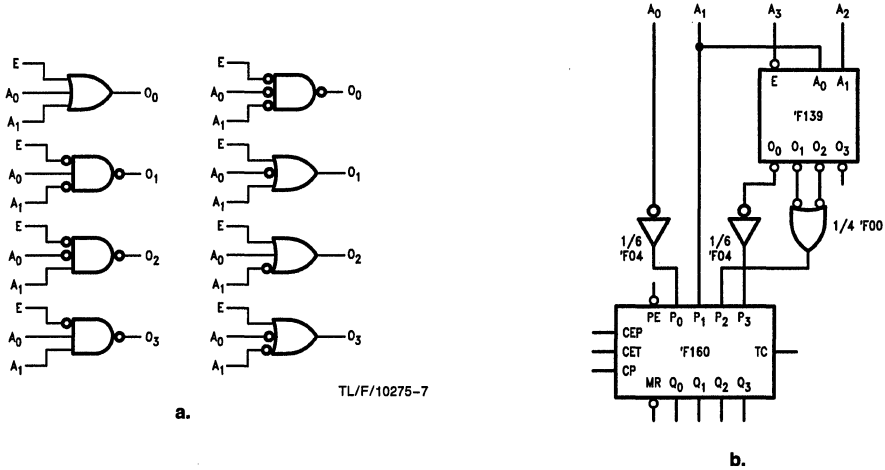 E
A0
A1
O0
E
A0
A1
O1
E
A0
A1
O2
E
A0
A1
O3
E
A0
A1
O0
E
A0
A1
O1
E
A0
A1
O2
E
A0
A1
O3
TL/F/10275-7
a.
A0 A1 A3 A2
E A0 A1
'F139
O0 O1 O2 O3
1/6
'F04
1/6
'F04
1/4 'F00
PE P0 P1 P2 P3
CEP
CET 'F160 TC
CP
MR Q0 Q1 Q2 Q3
b.